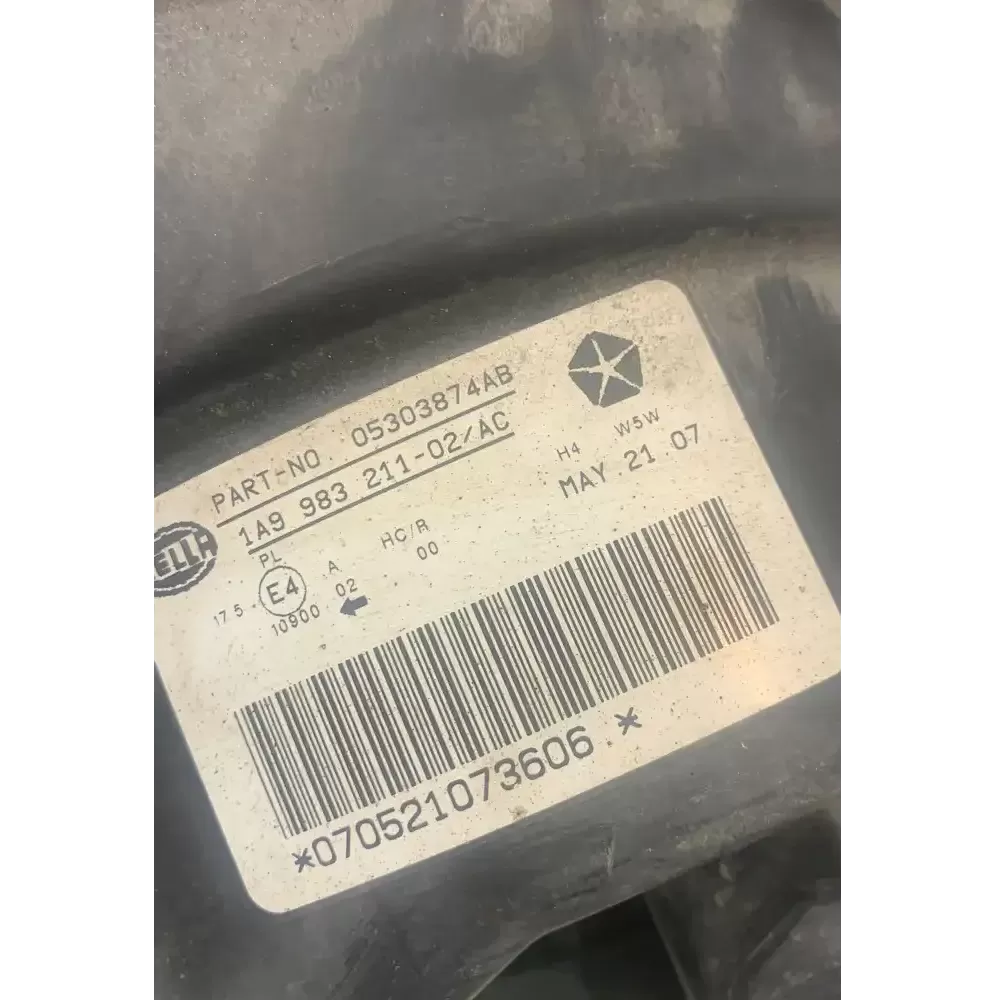 PART-NO. 05303874AB
1A9 983 211-02/AC
H4 W5W
MAY.21.07
ELLA
PL
17.5 E4 A HC/R
10900 02 00
*070521073606*